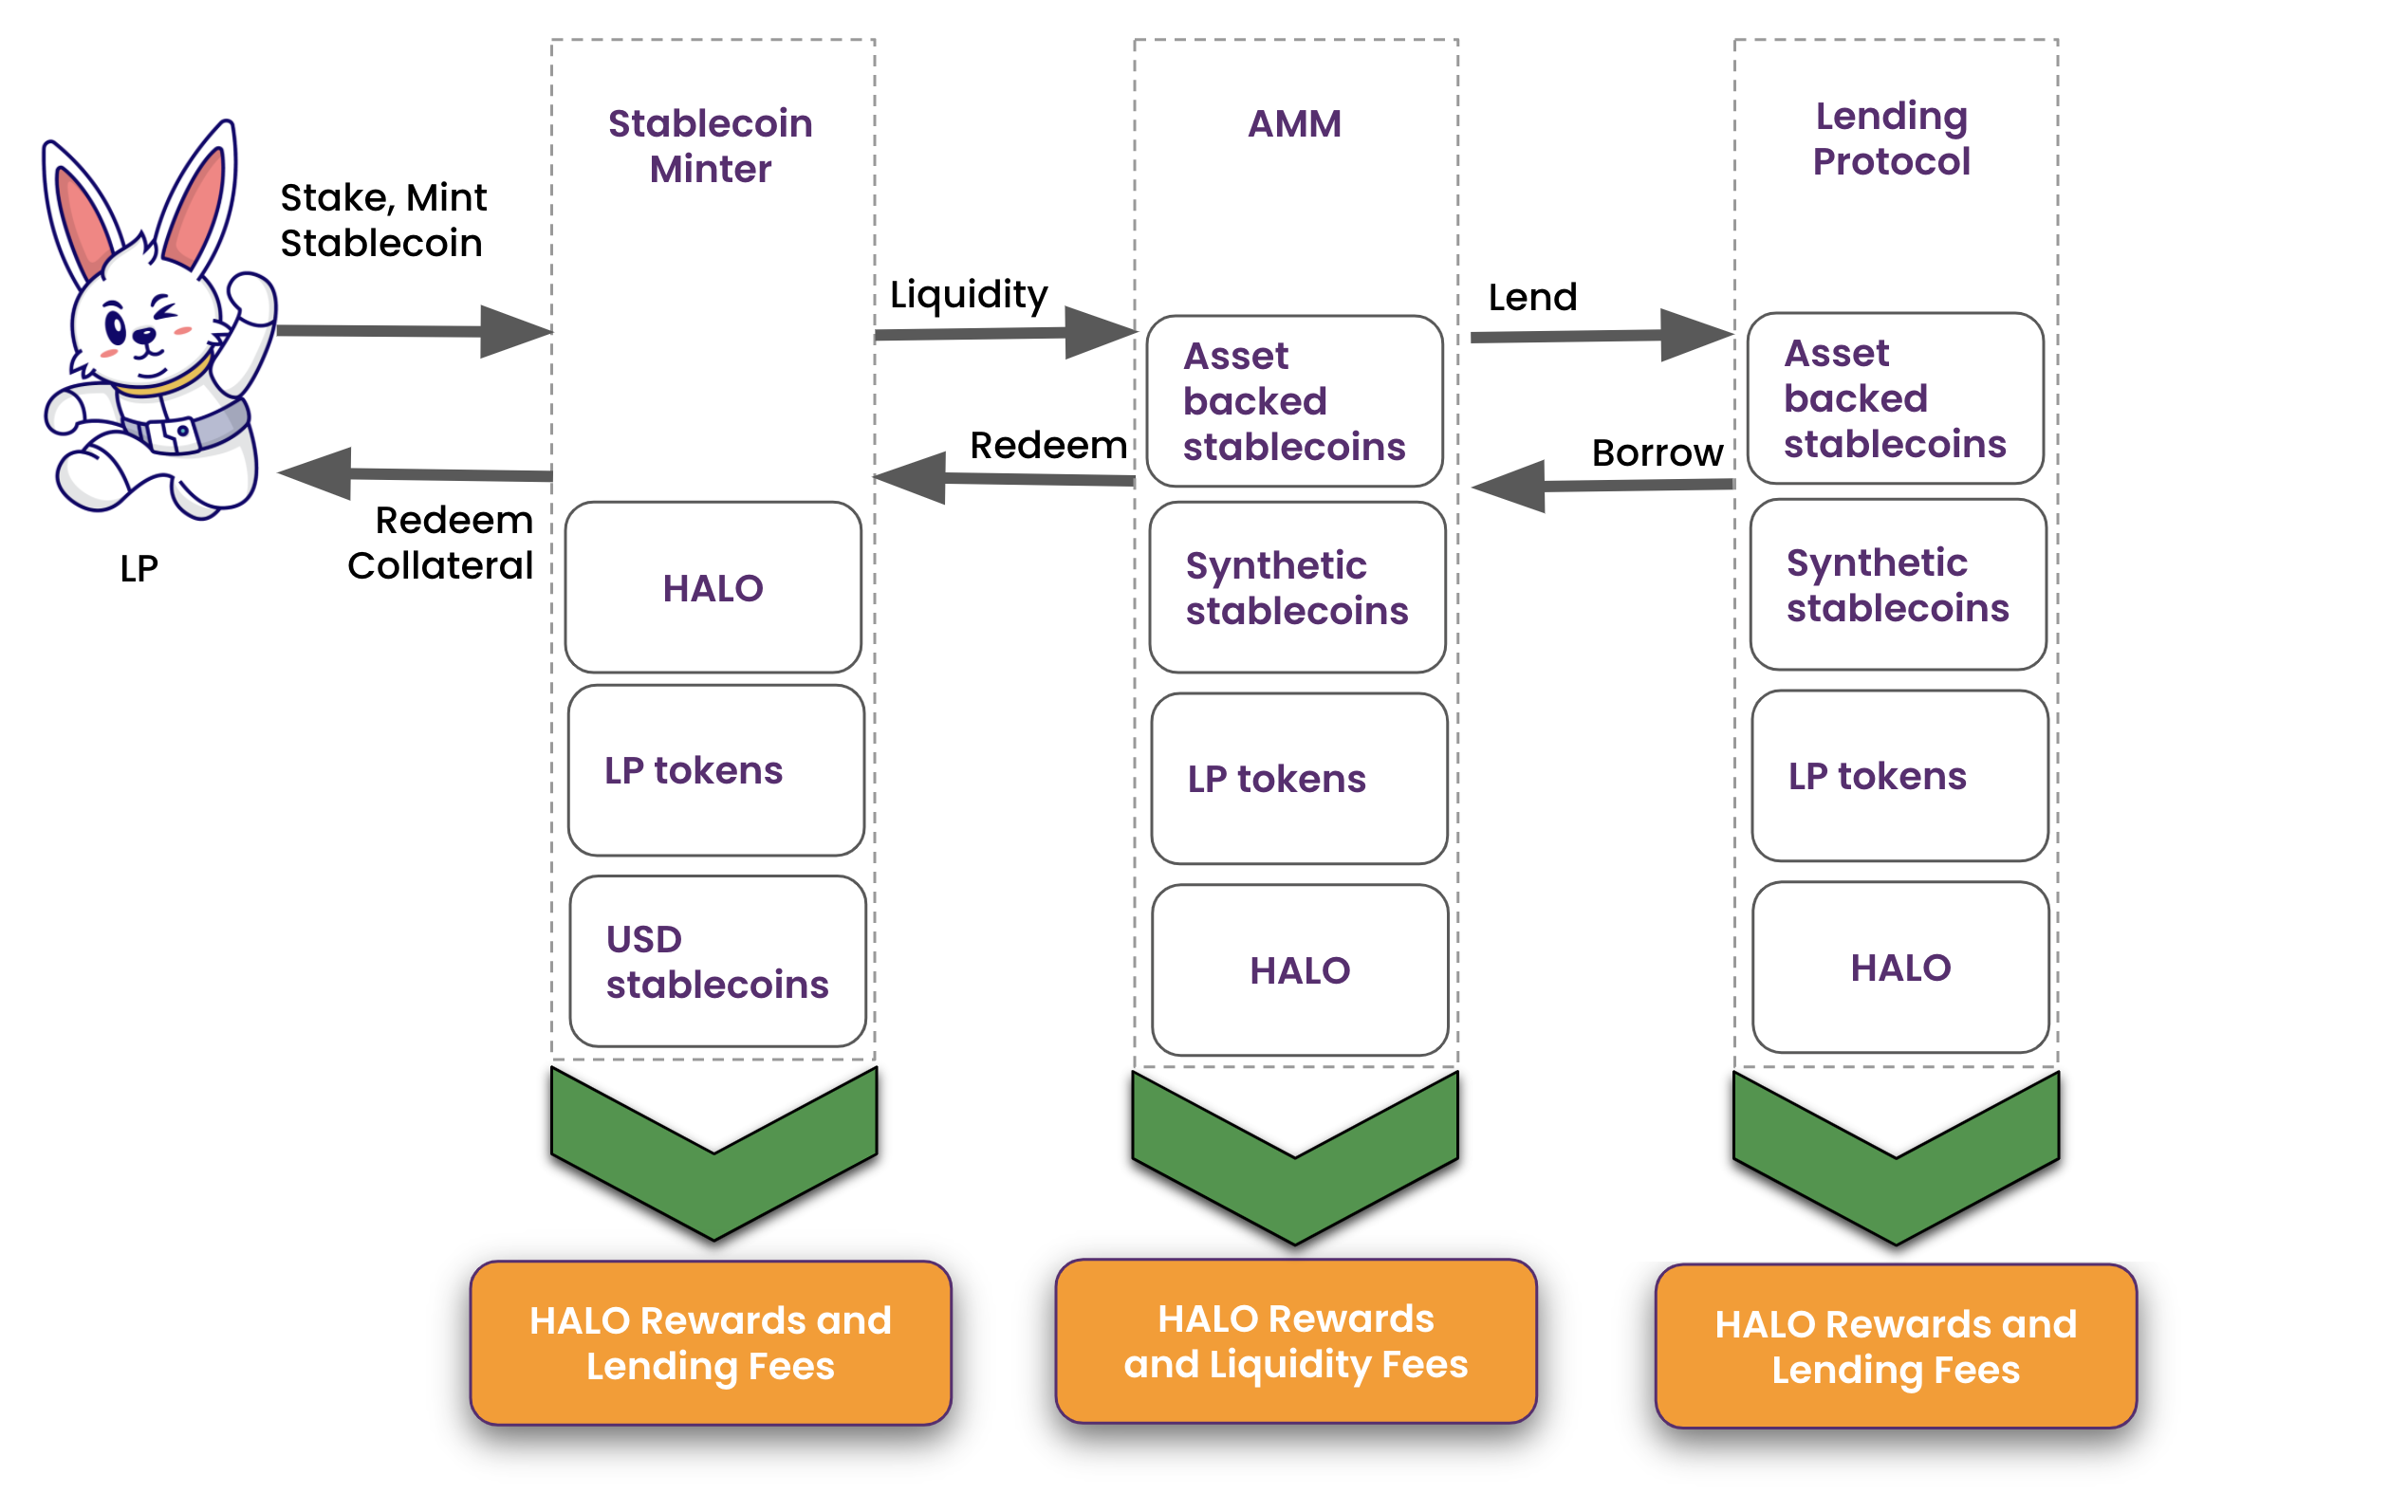 Stake, Mint
Stablecoin
Redeem
Collateral
LP
Stablecoin
Minter
HALO
LP tokens
USD
stablecoins
HALO Rewards and
Lending Fees
Liquidity
Redeem
AMM
Asset
backed
stablecoins
Synthetic
stablecoins
LP tokens
HALO
HALO Rewards
and Liquidity Fees
Lend
Borrow
Lending
Protocol
Asset
backed
stablecoins
Synthetic
stablecoins
LP tokens
HALO
HALO Rewards and
Lending Fees